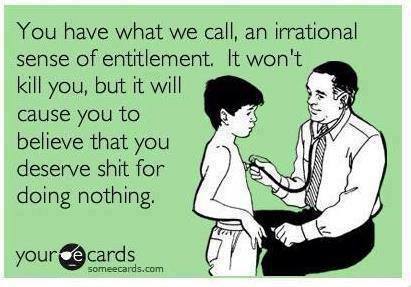 You have what we call, an irrational
sense of entitlement.  It won't
kill you, but it will
cause you to
believe that you
deserve shit for
doing nothing.
your e cards
someecards.com